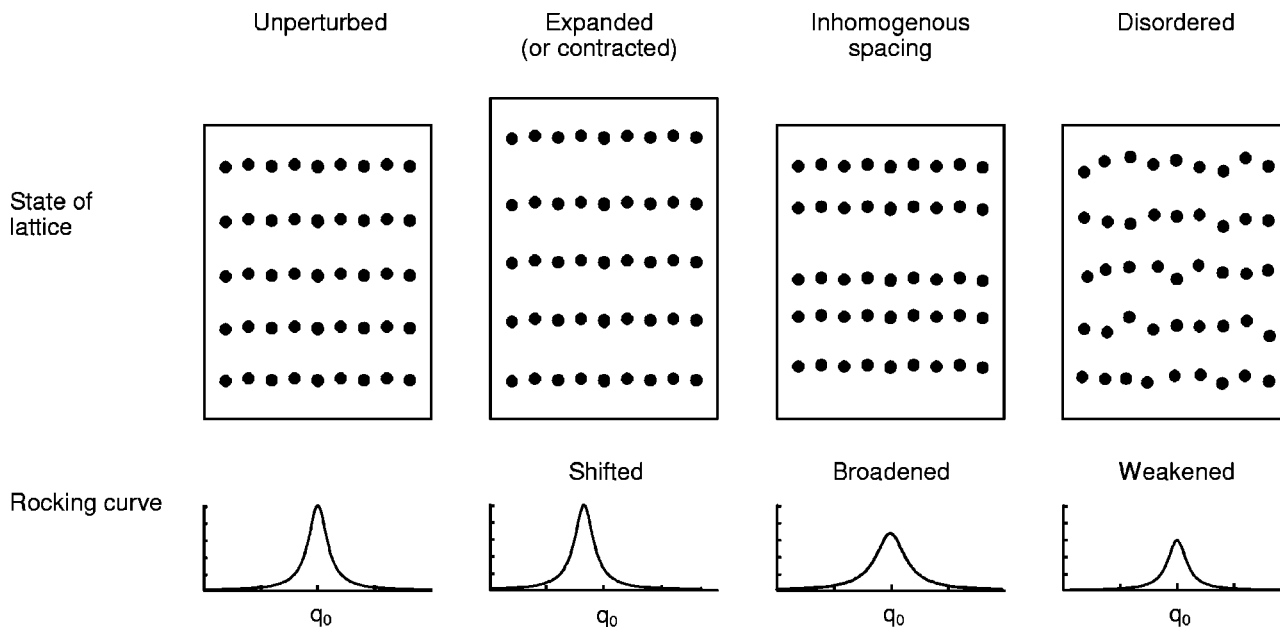 Unperturbed
Expanded
(or contracted)
Inhomogenous
spacing
Disordered
State of
lattice
Shifted
Broadened
Weakened
Rocking curve
q₀
q₀
q₀
q₀